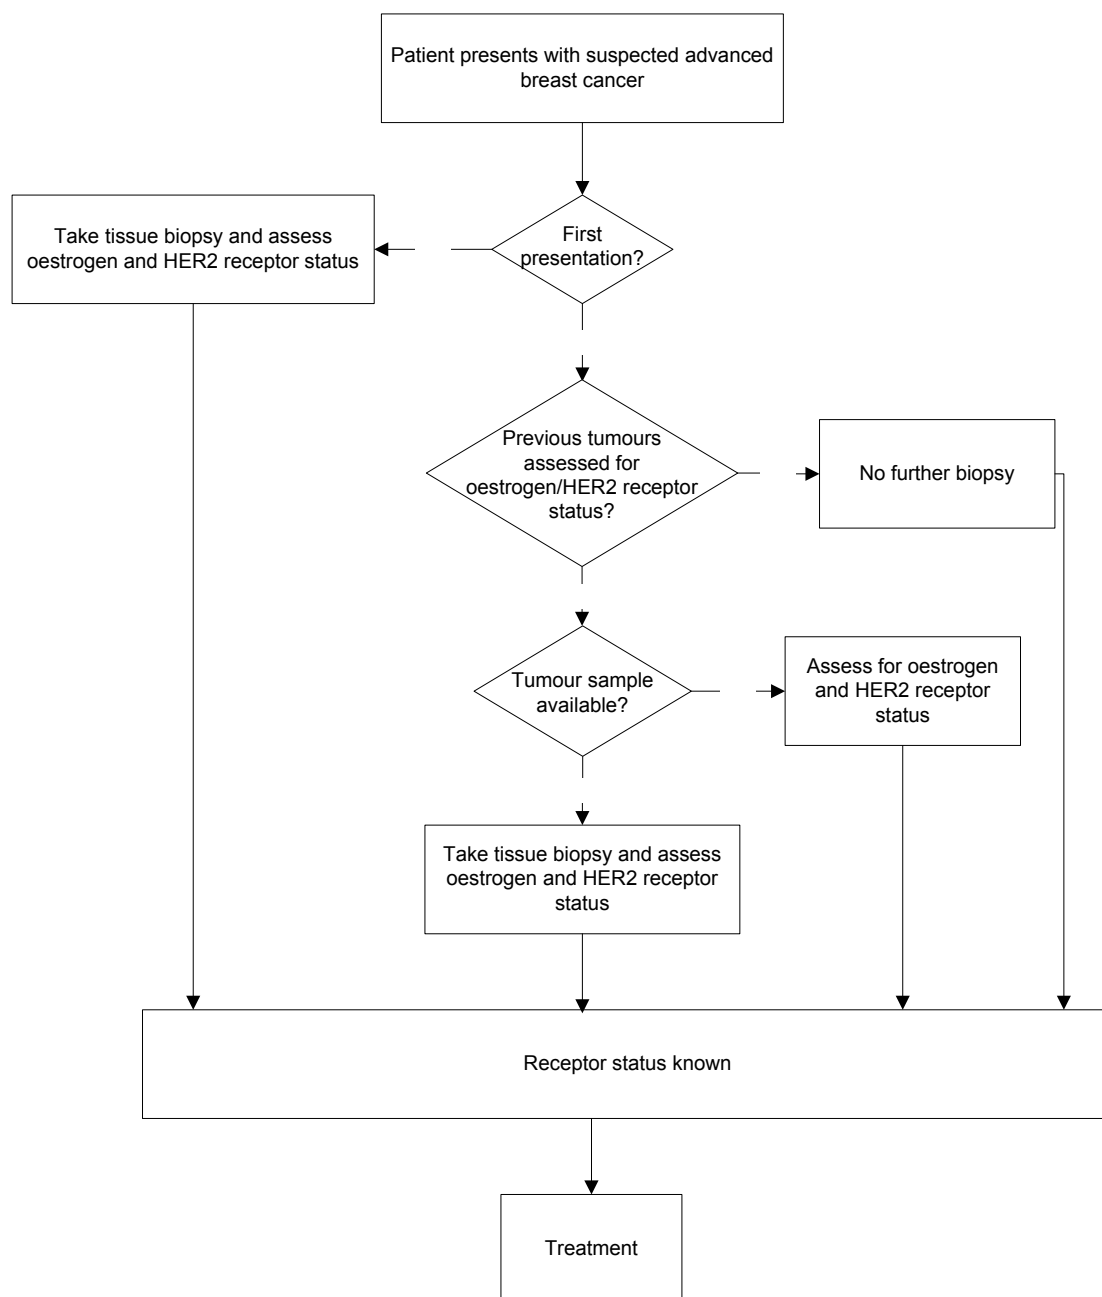 Patient presents with suspected advanced
breast cancer
First
presentation?
Take tissue biopsy and assess
oestrogen and HER2 receptor status
Previous tumours
assessed for
oestrogen/HER2 receptor
status?
No further biopsy
Tumour sample
available?
Assess for oestrogen
and HER2 receptor
status
Take tissue biopsy and assess
oestrogen and HER2 receptor
status
Receptor status known
Treatment